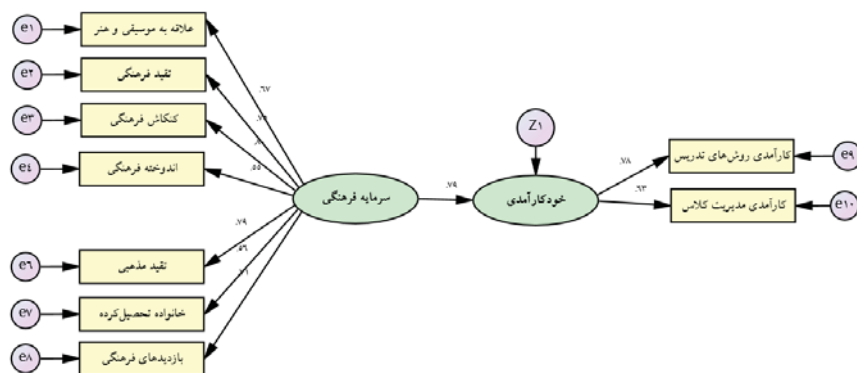 e۱
علاقه به موسیقی و هنر
e۲
تقید فرهنگی
e۳
کنکاش فرهنگی
e۴
اندوخته فرهنگی
e۶
تقید مذهبی
e۷
خانواده تحصیل‌کرده
e۸
بازدیدهای فرهنگی
.۶۷
.۵۵
.۷۹
.۵۶
سرمایه فرهنگی
.۷۹
Z۱
خودکارآمدی
.۷۸
.۶۳
کارآمدی روش‌های تدریس
e۹
کارآمدی مدیریت کلاس
e۱۰